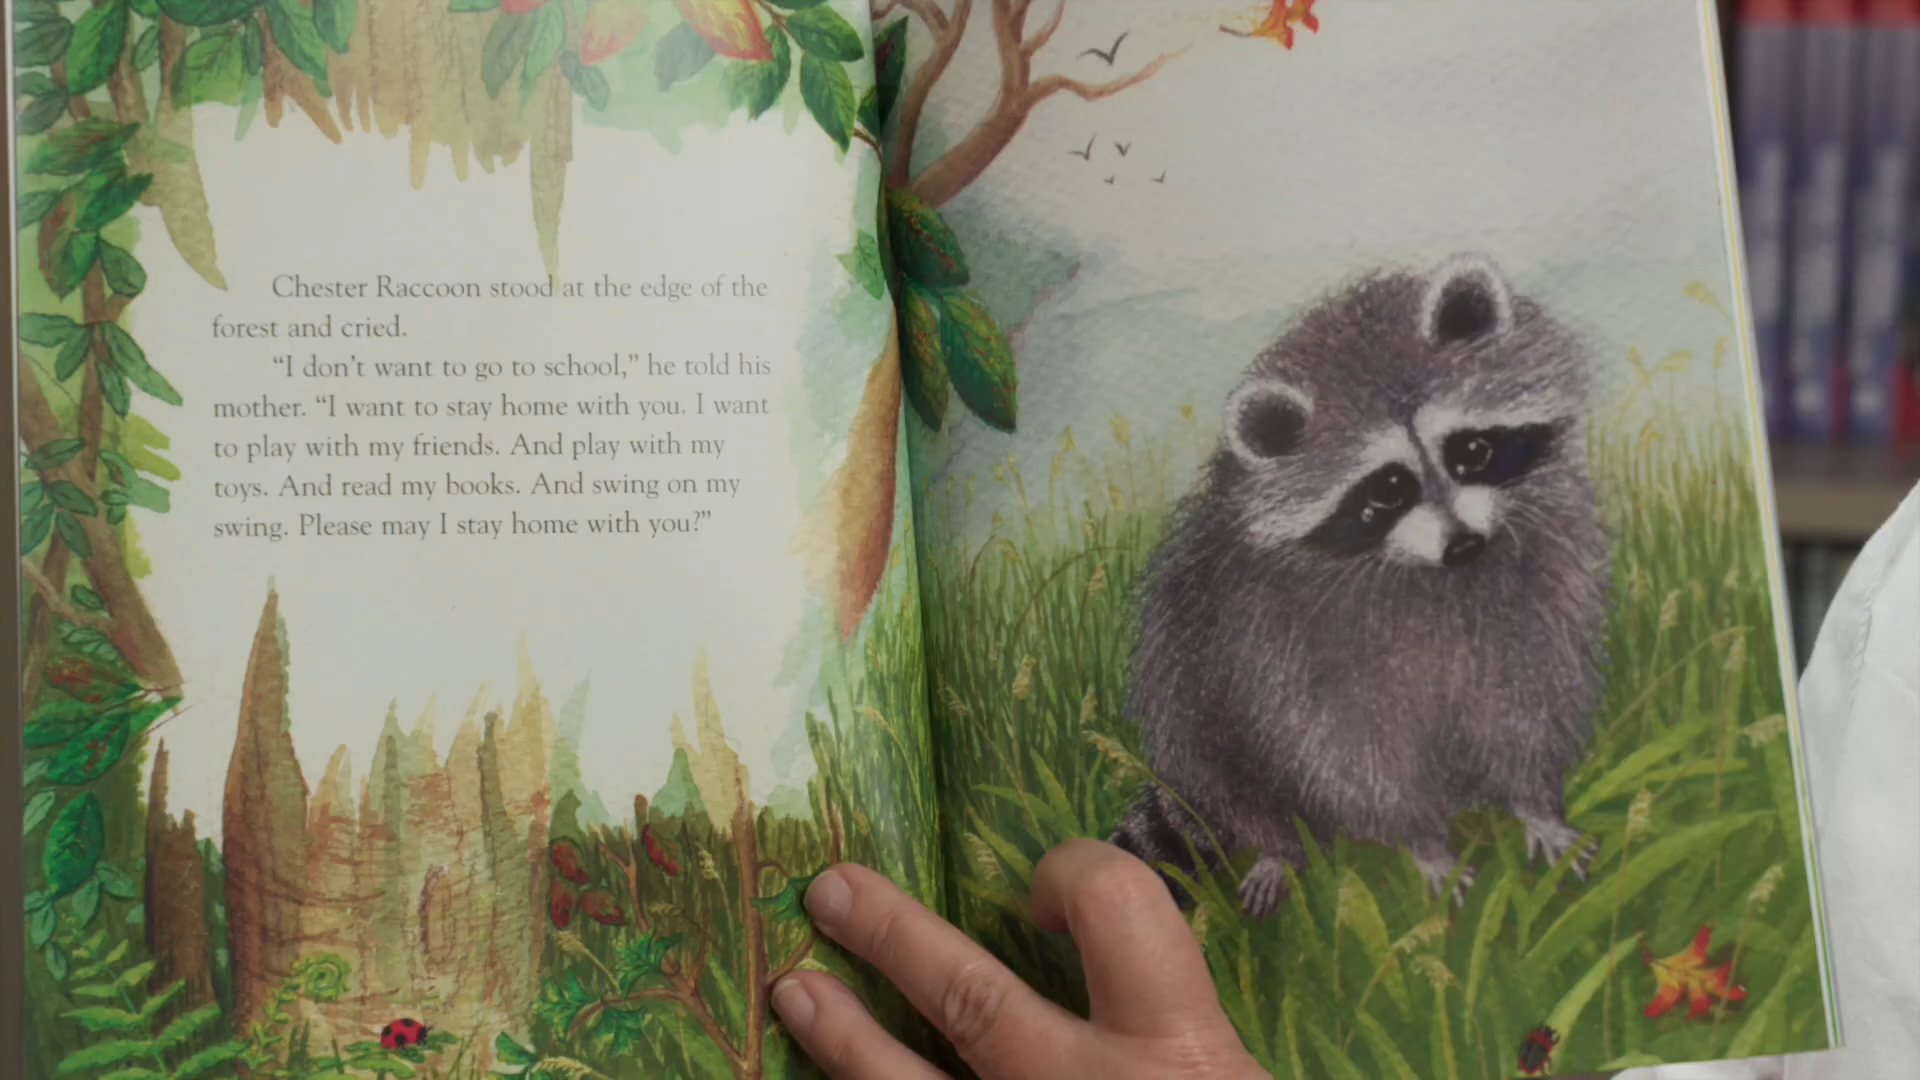 Chester Raccoon stood at the edge of the
forest and cried.
“I don't want to go to school,” he told his
mother. “I want to stay home with you. I want
to play with my friends. And play with my
toys. And read my books. And swing on my
swing. Please may I stay home with you?”